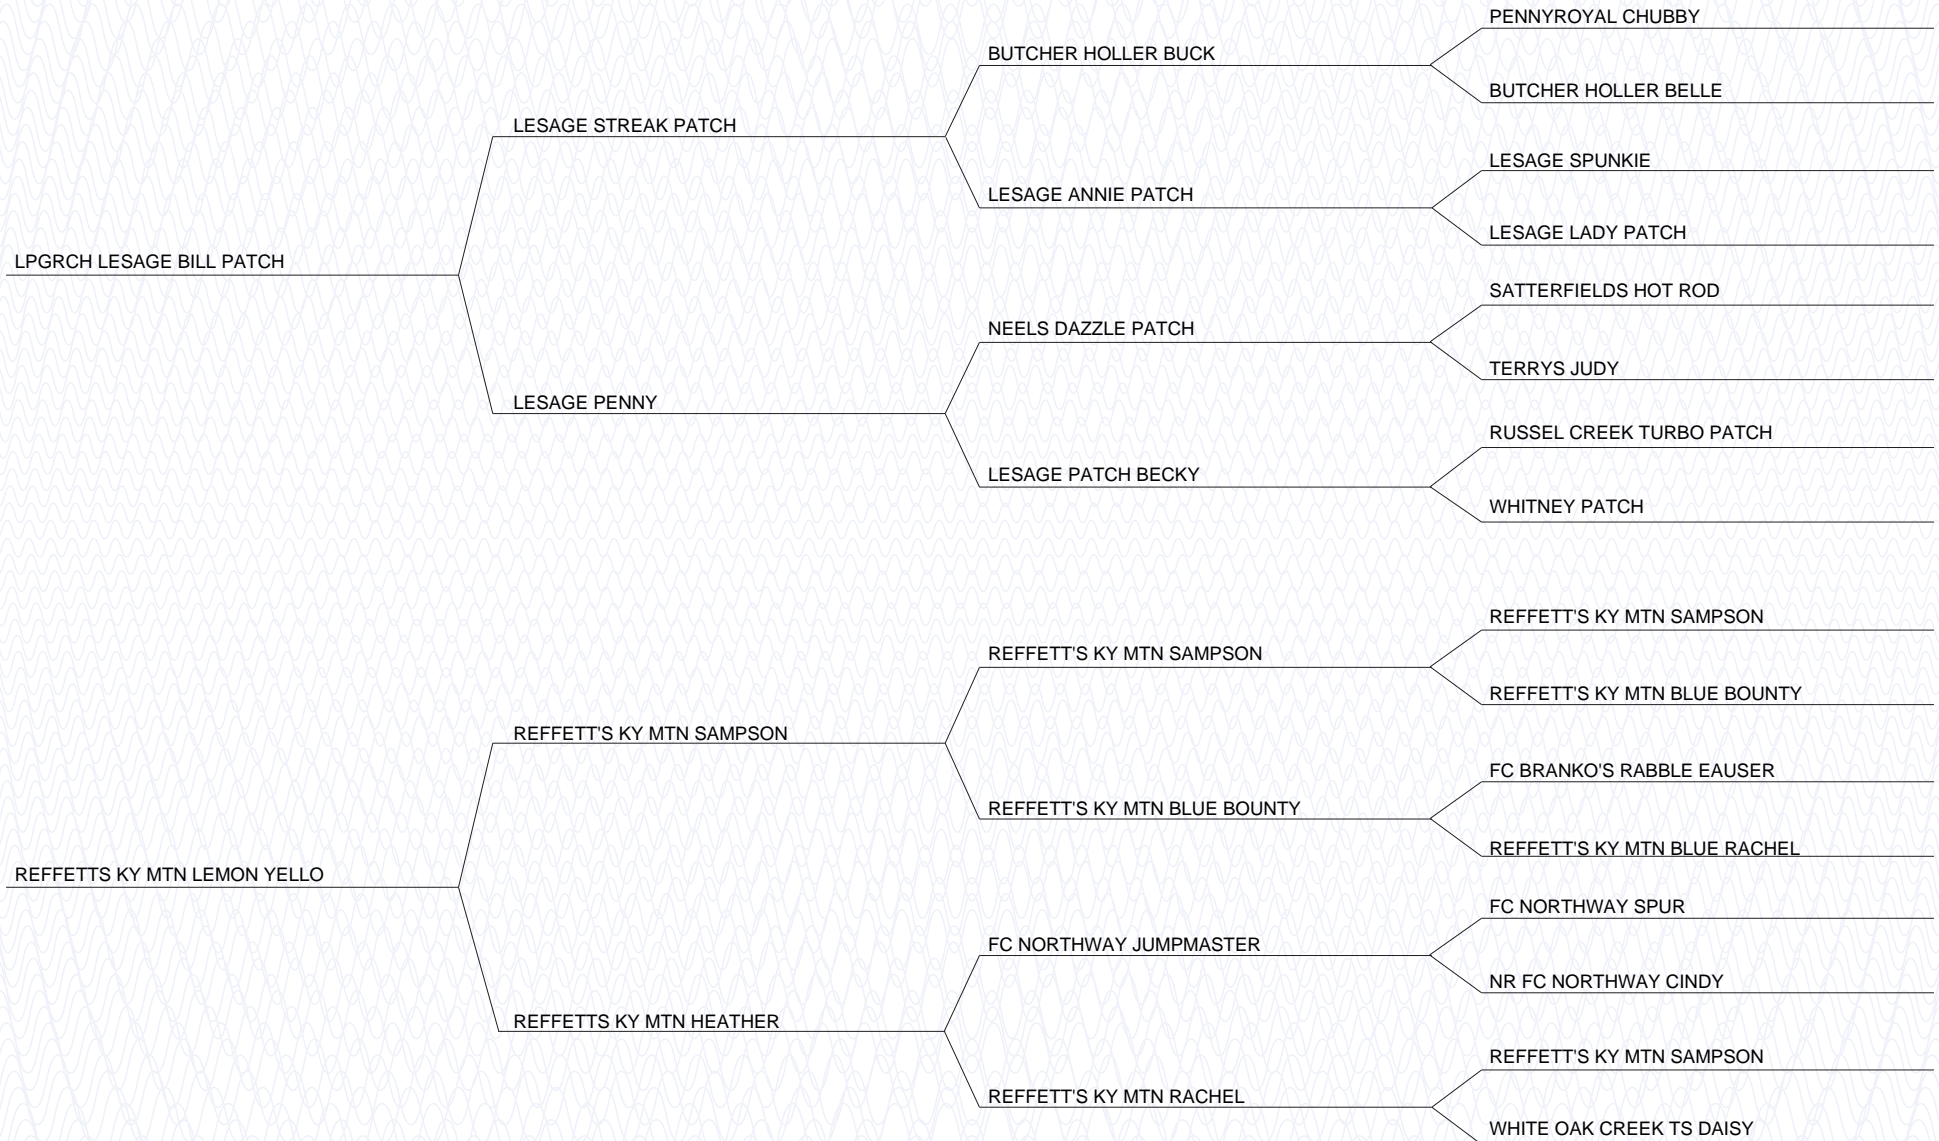 PENNYROYAL CHUBBY
BUTCHER HOLLER BUCK
BUTCHER HOLLER BELLE
LESAGE STREAK PATCH
LESAGE SPUNKIE
LESAGE ANNIE PATCH
LESAGE LADY PATCH
LPGRCH LESAGE BILL PATCH
SATTERFIELDS HOT ROD
NEELS DAZZLE PATCH
TERRYS JUDY
LESAGE PENNY
RUSSEL CREEK TURBO PATCH
LESAGE PATCH BECKY
WHITNEY PATCH
REFFETT'S KY MTN SAMPSON
REFFETT'S KY MTN SAMPSON
REFFETT'S KY MTN BLUE BOUNTY
REFFETT'S KY MTN SAMPSON
FC BRANKO'S RABBLE EAUSER
REFFETT'S KY MTN BLUE BOUNTY
REFFETT'S KY MTN BLUE RACHEL
REFFETTS KY MTN LEMON YELLO
FC NORTHWAY SPUR
FC NORTHWAY JUMPMASTER
NR FC NORTHWAY CINDY
REFFETTS KY MTN HEATHER
REFFETT'S KY MTN SAMPSON
REFFETT'S KY MTN RACHEL
WHITE OAK CREEK TS DAISY